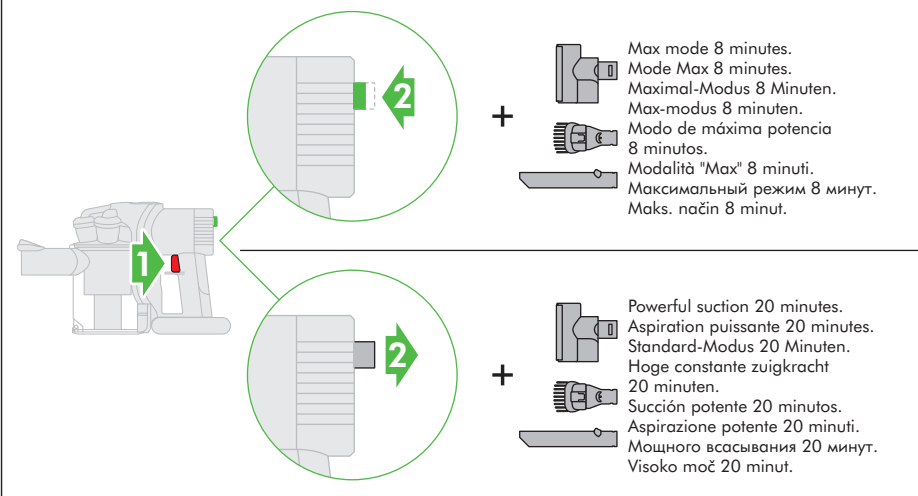 2
Max mode 8 minutes.
Mode Max 8 minutes.
Maximal-Modus 8 Minuten.
Max-modus 8 minuten.
Modo de máxima potencia
8 minutos.
Modalità "Max" 8 minuti.
Максимальный режим 8 минут.
Maks. način 8 minut.
+
1
2
Powerful suction 20 minutes.
Aspiration puissante 20 minutes.
Standard-Modus 20 Minuten.
Hoge constante zuigkracht
20 minuten.
Succión potente 20 minutos.
Aspirazione potente 20 minuti.
Мощного всасывания 20 минут.
Visoko moč 20 minut.
+